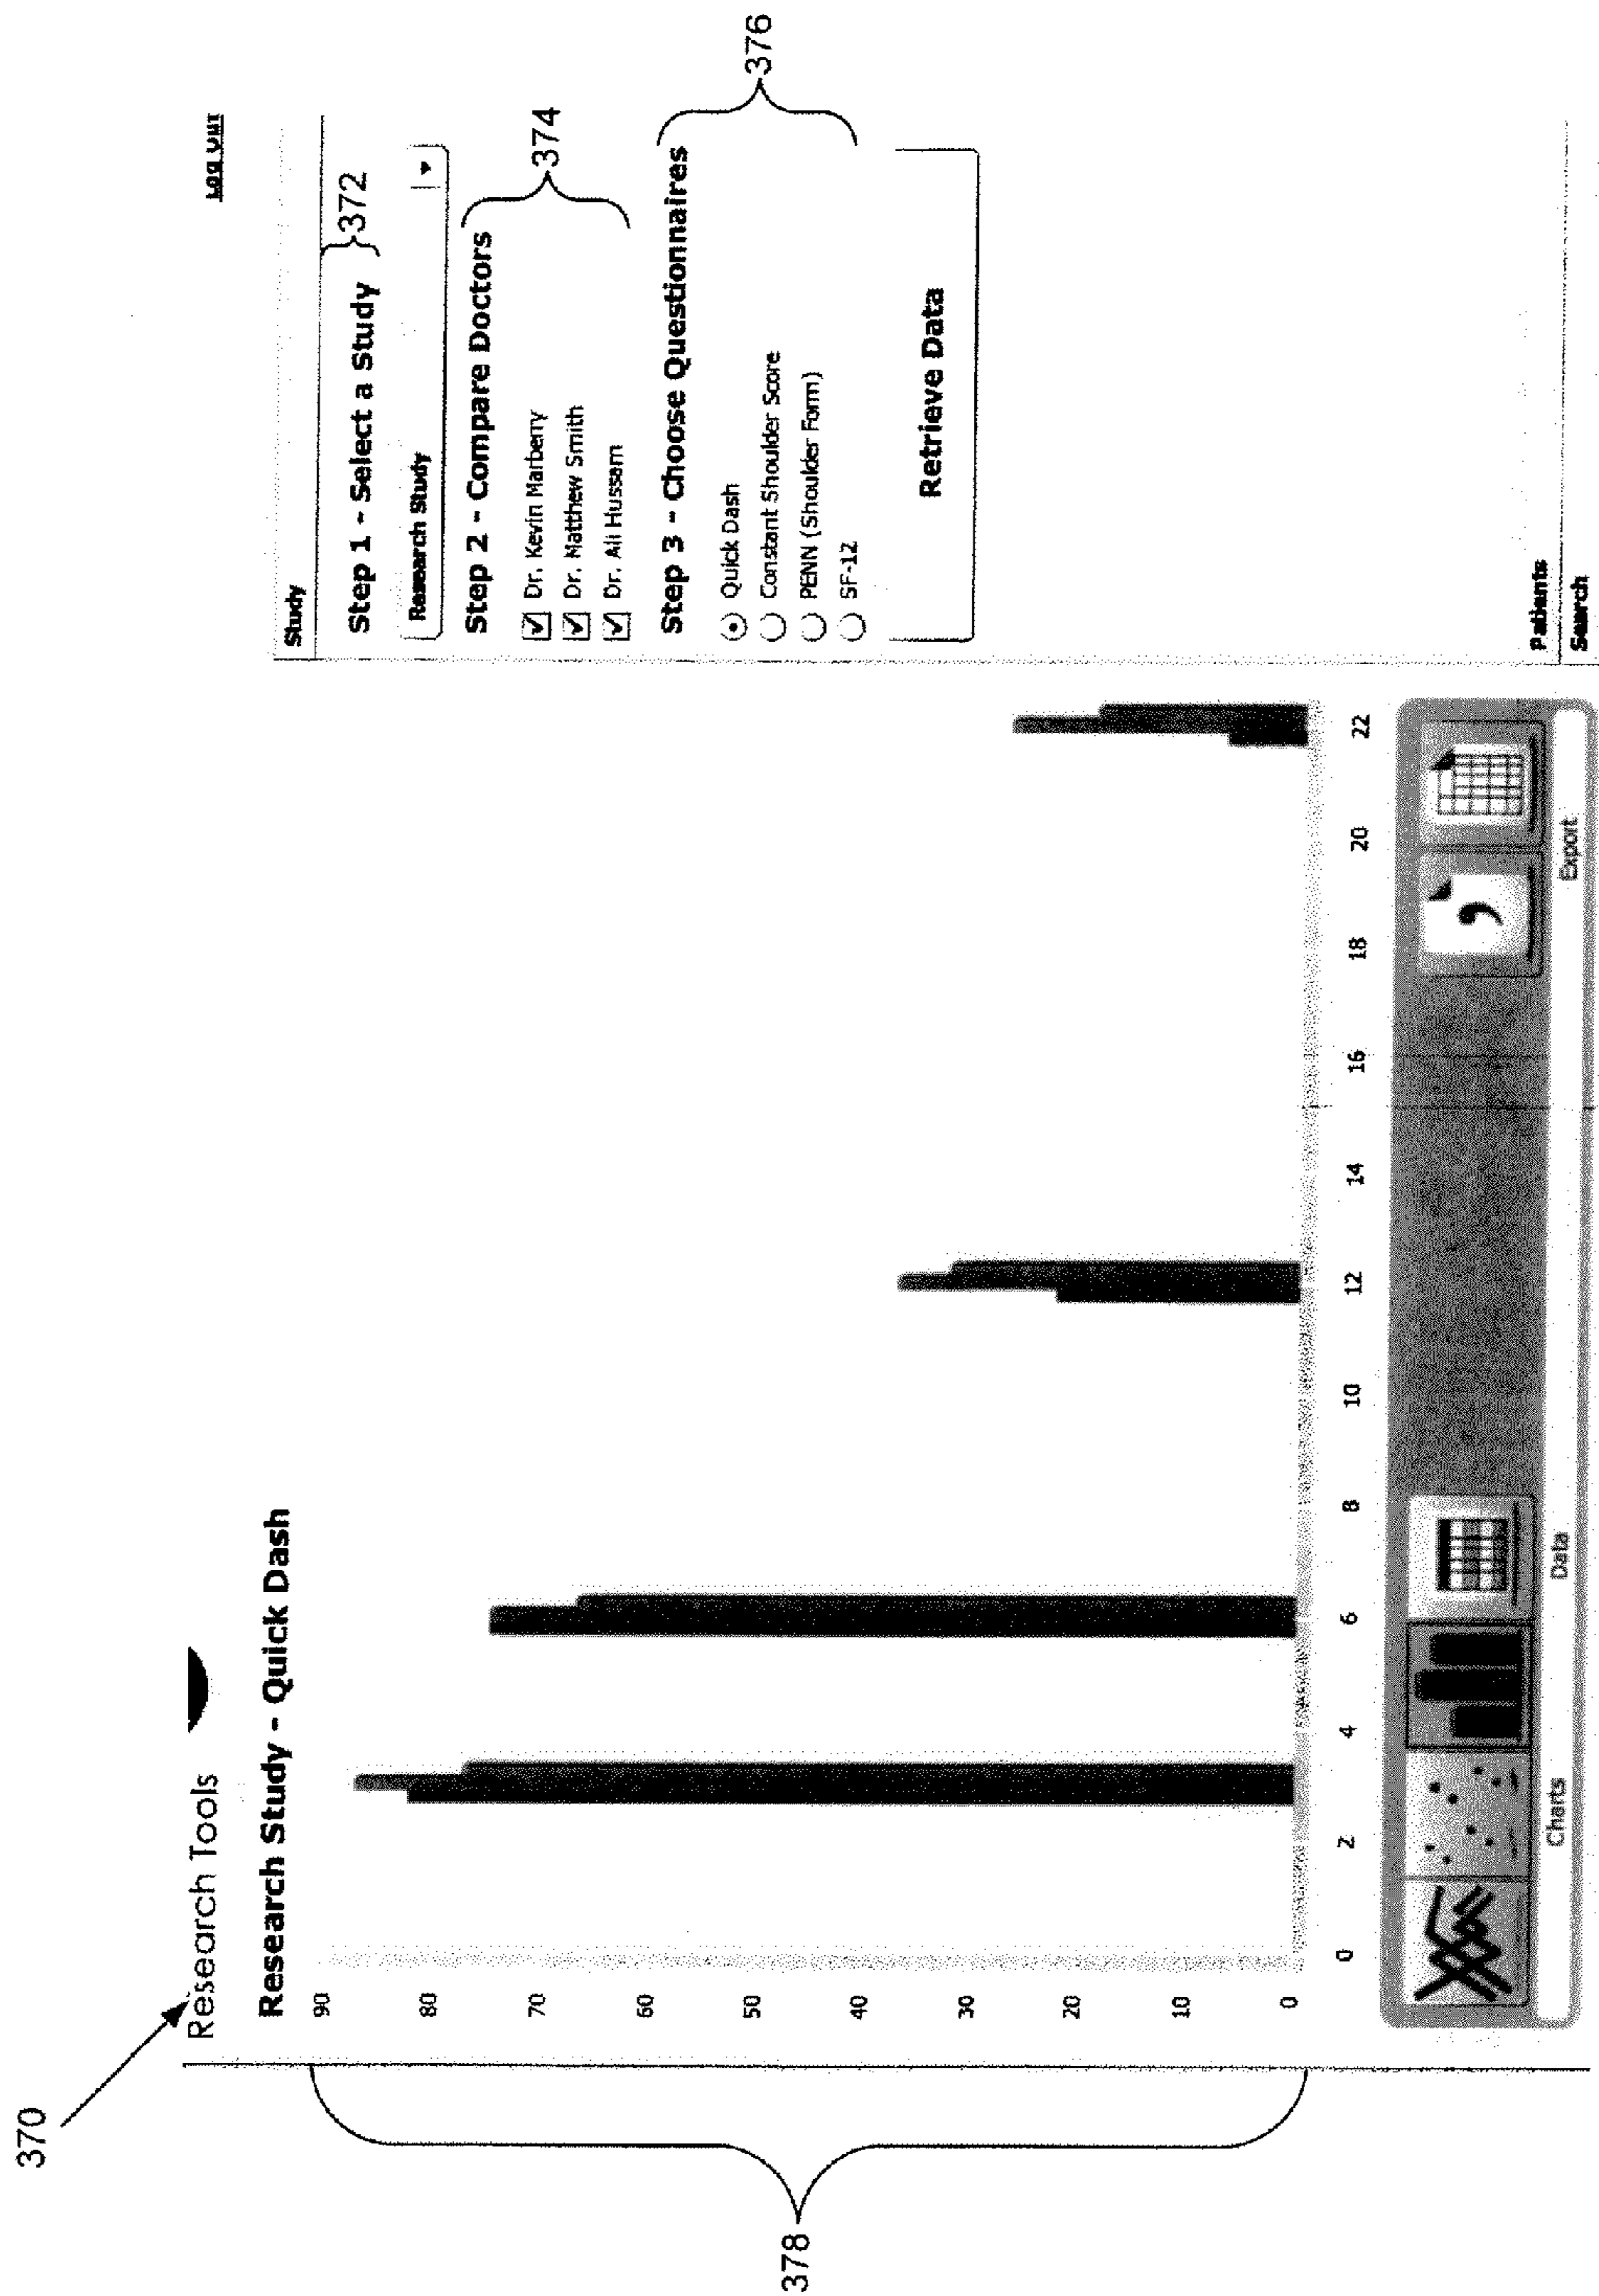 370
Research Tools
Log Out
Research Study - Quick Dash
90
80
70
60
50
40
30
20
10
0
0 2 4 6 8 10 12 14 16 18 20 22
378
Charts
Data
Export
Study
Step 1 - Select a Study
372
Research Study
Step 2 - Compare Doctors
374
Dr. Kevin Marberry
Dr. Matthew Smith
Dr. Ali Hussam
Step 3 - Choose Questionnaires
376
Quick Dash
Constant Shoulder Score
PENN (Shoulder Form)
SF-12
Retrieve Data
Patients
Search